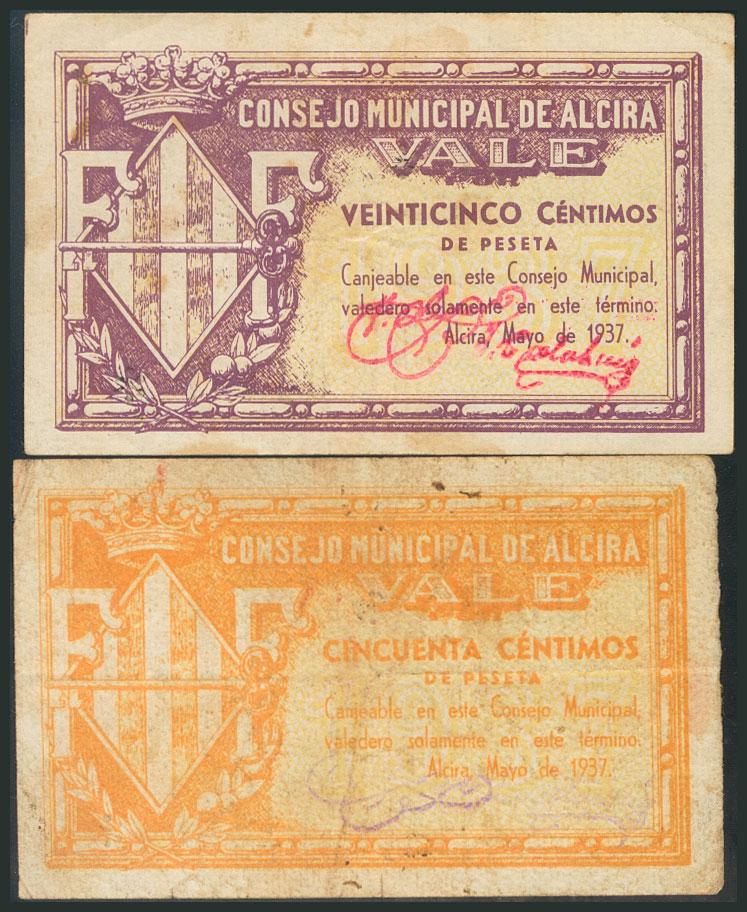 CONSEJO MUNICIPAL DE ALCIRA
VALE
VEINTICINCO CÉNTIMOS
DE PESETA
Canjeable en este Consejo Municipal,
valedero solamente en este término.
Alcira, Mayo de 1937.
F F
CONSEJO MUNICIPAL DE ALCIRA
VALE
CINCUENTA CÉNTIMOS
DE PESETA
Canjeable en este Consejo Municipal,
valedero solamente en este término.
Alcira, Mayo de 1937.
F F